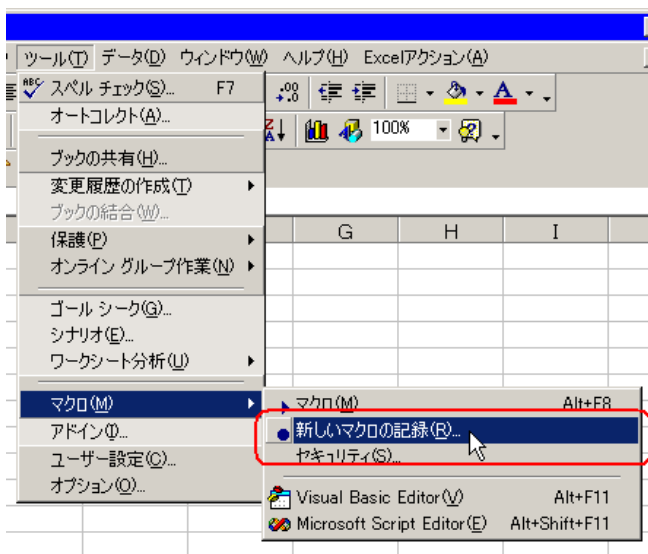 ツール(T) データ(D) ウィンドウ(W) ヘルプ(H) Excelアクション(A)
ABC スペル チェック(S)... F7
オートコレクト(A)...
100%
ブックの共有(H)...
変更履歴の作成(T)
ブックの結合(W)...
保護(P)
G H I
オンライン グループ作業(N)
ゴール シーク(G)...
シナリオ(E)...
ワークシート分析(U)
マクロ(M)
マクロ(M) Alt+F8
アドイン(I)...
新しいマクロの記録(R)...
ユーザー設定(C)...
セキュリティ(S)...
オプション(O)...
Visual Basic Editor(V) Alt+F11
Microsoft Script Editor(E) Alt+Shift+F11